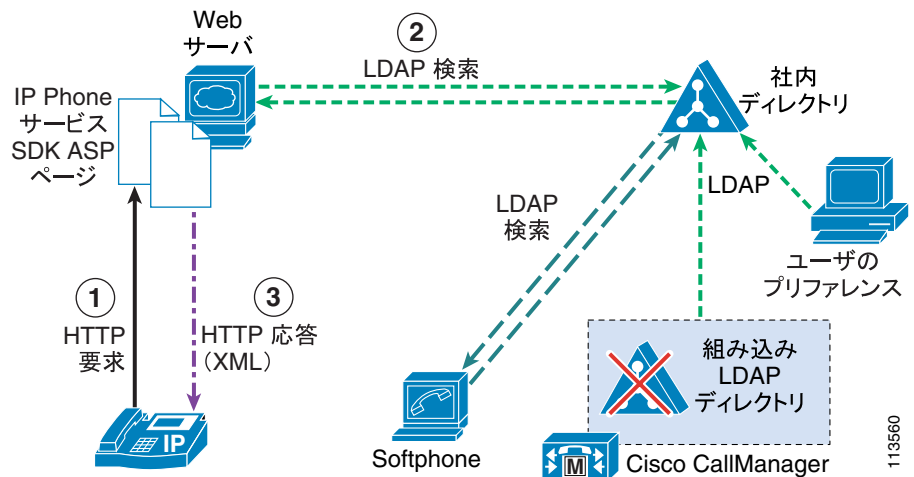 Web
サーバ
2
LDAP 検索
社内
ディレクトリ
IP Phone
サービス
SDK ASP
ページ
LDAP
検索
LDAP
ユーザの
プリファレンス
1
HTTP
要求
3
HTTP 応答
（XML）
組み込み
LDAP
ディレクトリ
IP
Softphone
M
Cisco CallManager
113560